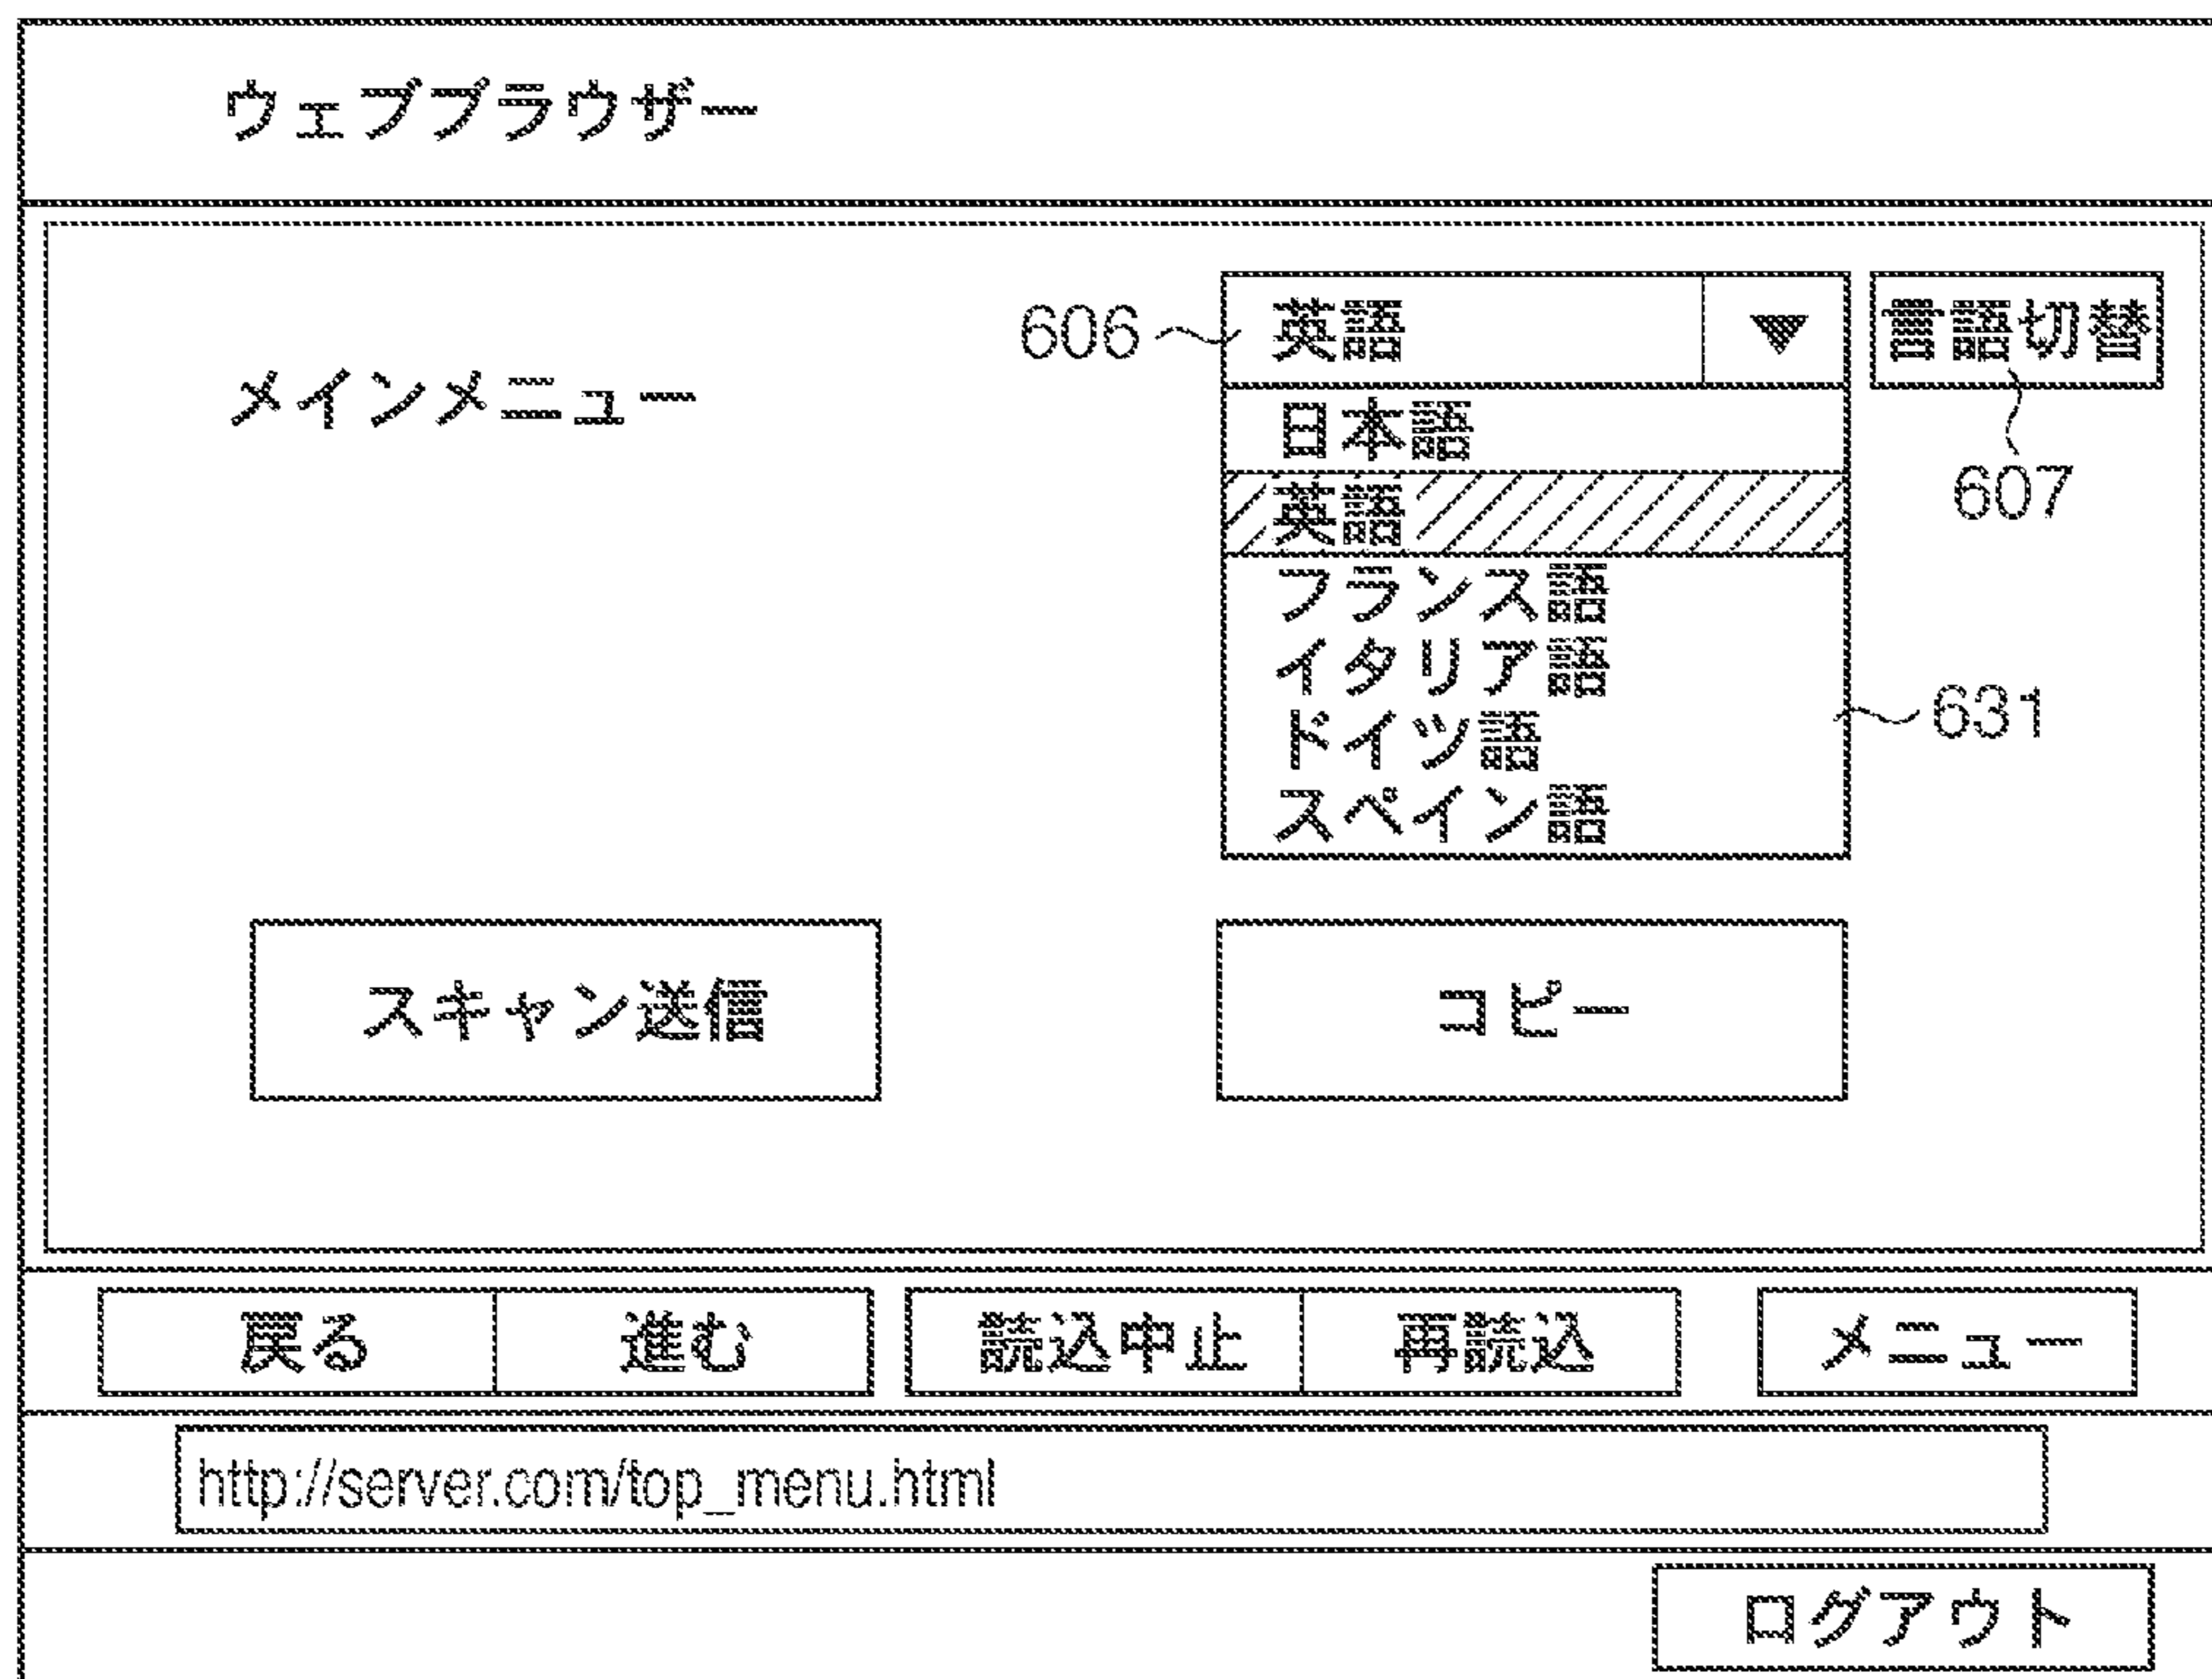 ウェブブラウザー
メインメニュー
606
英語
▼
言語切替
607
日本語
英語
フランス語
イタリア語
ドイツ語
スペイン語
631
スキャン送信
コピー
戻る
進む
読込中止
再読込
メニュー
http://server.com/top_menu.html
ログアウト